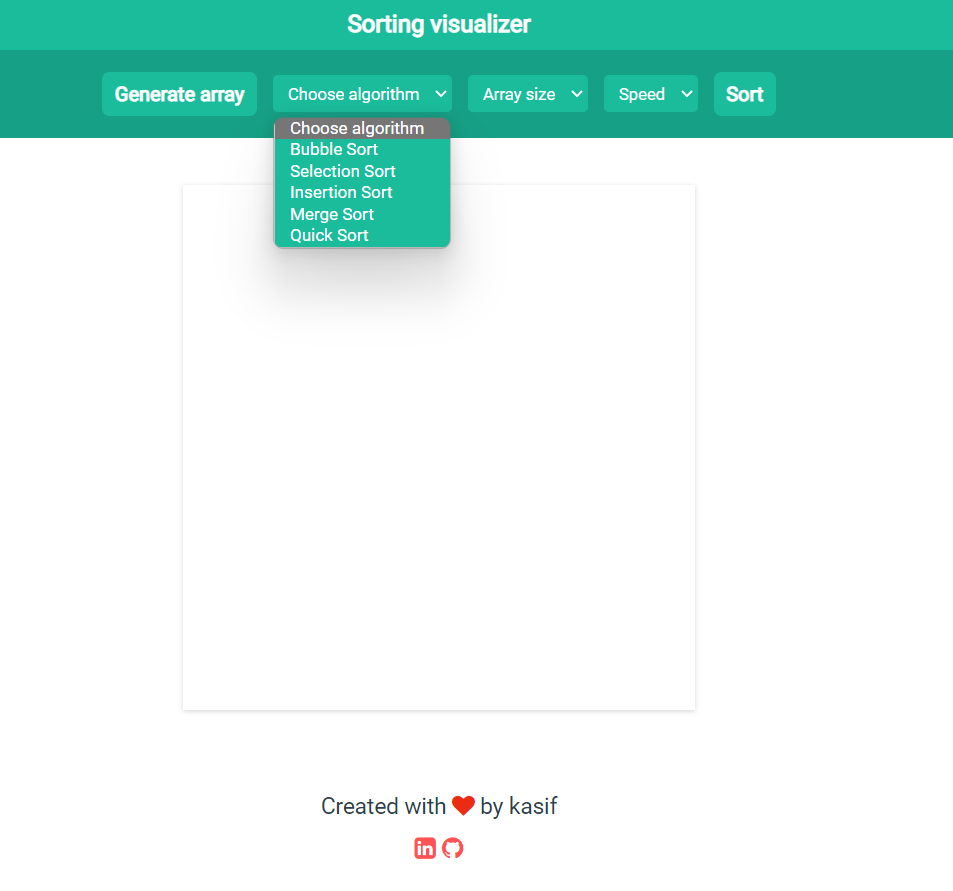 Sorting visualizer
Generate array Choose algorithm Array size Speed Sort
Choose algorithm
Bubble Sort
Selection Sort
Insertion Sort
Merge Sort
Quick Sort
Created with ❤ by kasif
in